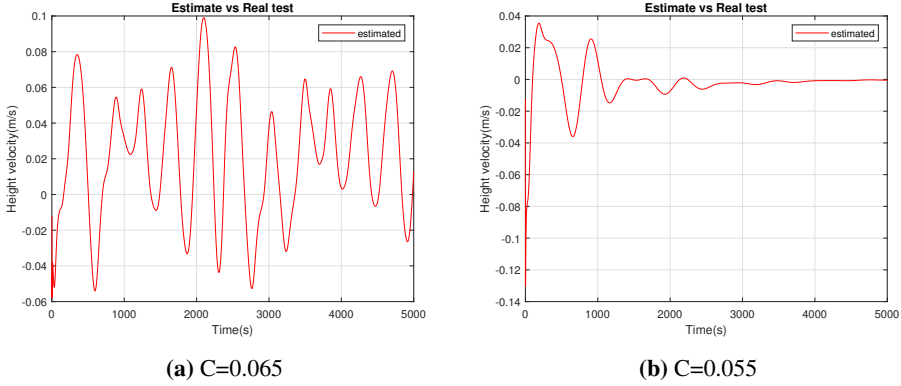 Estimate vs Real test
estimated
Height velocity(m/s)
0.1
0.08
0.06
0.04
0.02
0
-0.02
-0.04
-0.06
0 1000 2000 3000 4000 5000
Time(s)
(a) C=0.065
Estimate vs Real test
estimated
Height velocity(m/s)
0.04
0.02
0
-0.02
-0.04
-0.06
-0.08
-0.1
-0.12
-0.14
0 1000 2000 3000 4000 5000
Time(s)
(b) C=0.055